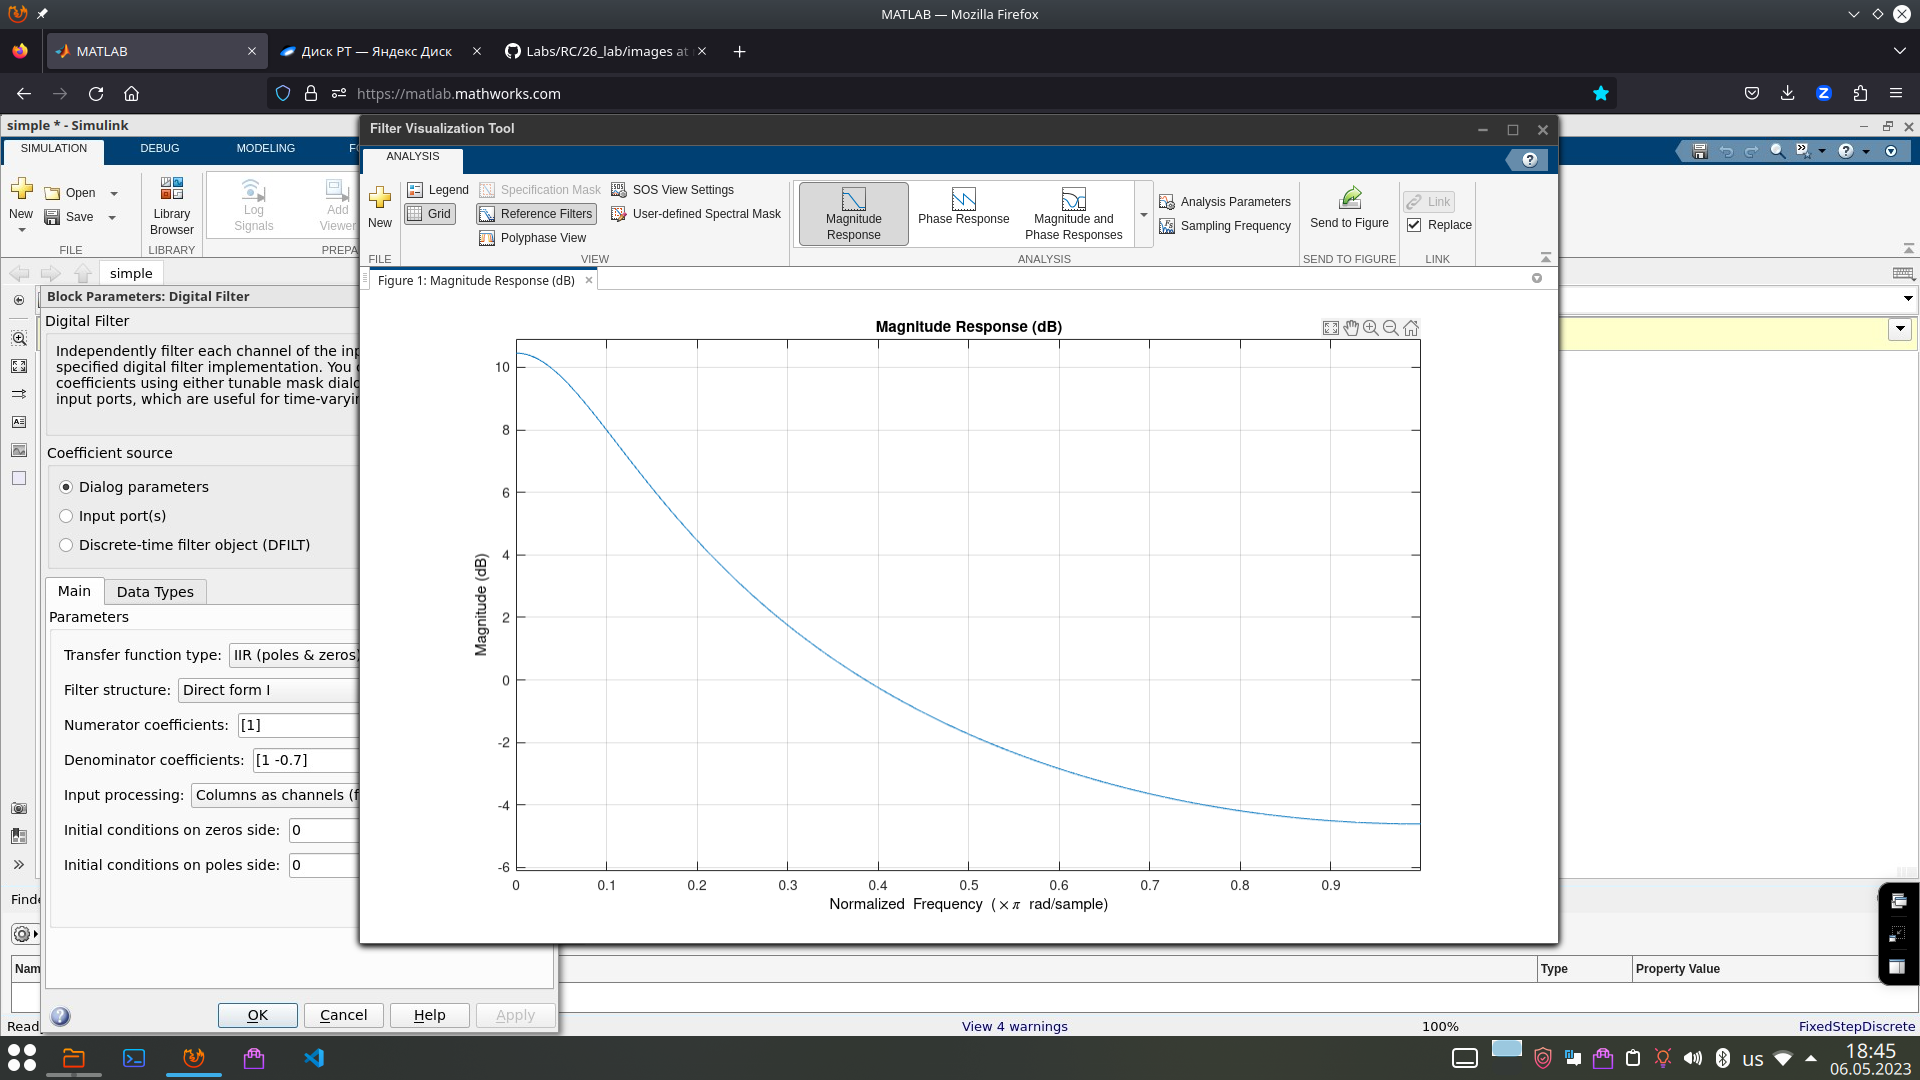 MATLAB — Mozilla Firefox
MATLAB
Диск РТ — Яндекс Диск
Labs/RC/26_lab/images at
https://matlab.mathworks.com
simple * - Simulink
SIMULATION
DEBUG
MODELING
New
Open
Save
FILE
Library Browser
LIBRARY
Log Signals
Add Viewer
PREPA
simple
Block Parameters: Digital Filter
Digital Filter
Independently filter each channel of the inp
specified digital filter implementation. You
coefficients using either tunable mask dialo
input ports, which are useful for time-varyin
Coefficient source
Dialog parameters
Input port(s)
Discrete-time filter object (DFILT)
Main
Data Types
Parameters
Transfer function type: IIR (poles & zeros)
Filter structure: Direct form I
Numerator coefficients: [1]
Denominator coefficients: [1 -0.7]
Input processing: Columns as channels (f
Initial conditions on zeros side: 0
Initial conditions on poles side: 0
OK
Cancel
Help
Apply
Filter Visualization Tool
ANALYSIS
New
FILE
Legend
Grid
Specification Mask
Reference Filters
Polyphase View
SOS View Settings
User-defined Spectral Mask
VIEW
Magnitude Response
Phase Response
Magnitude and Phase Responses
Analysis Parameters
Sampling Frequency
ANALYSIS
Send to Figure
SEND TO FIGURE
Link
Replace
LINK
Figure 1: Magnitude Response (dB)
Magnitude Response (dB)
10
8
6
4
2
0
-2
-4
-6
Magnitude (dB)
0 0.1 0.2 0.3 0.4 0.5 0.6 0.7 0.8 0.9
Normalized Frequency (×π rad/sample)
Finde
Nam
Type
Property Value
Read
View 4 warnings
100%
FixedStepDiscrete
us
18:45
06.05.2023